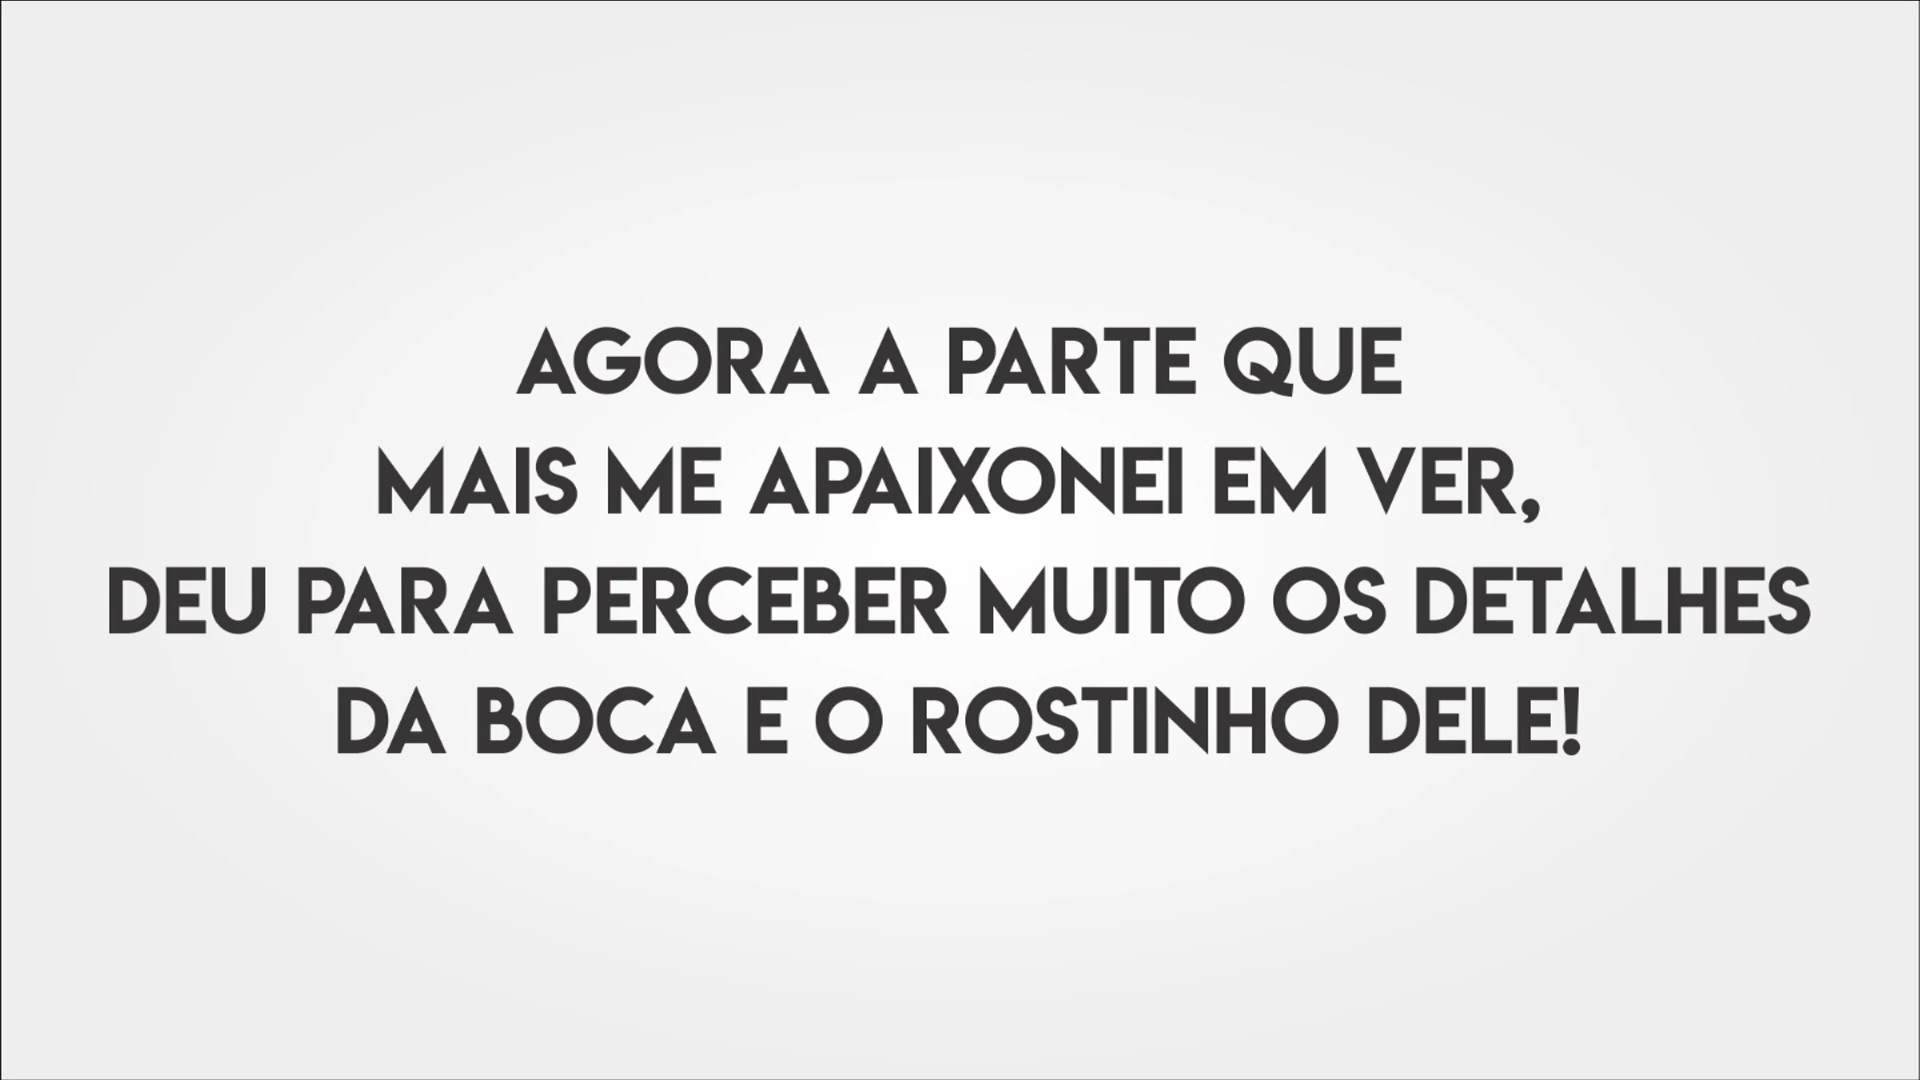 AGORA A PARTE QUE
MAIS ME APAIXONEI EM VER,
DEU PARA PERCEBER MUITO OS DETALHES
DA BOCA E O ROSTINHO DELE!